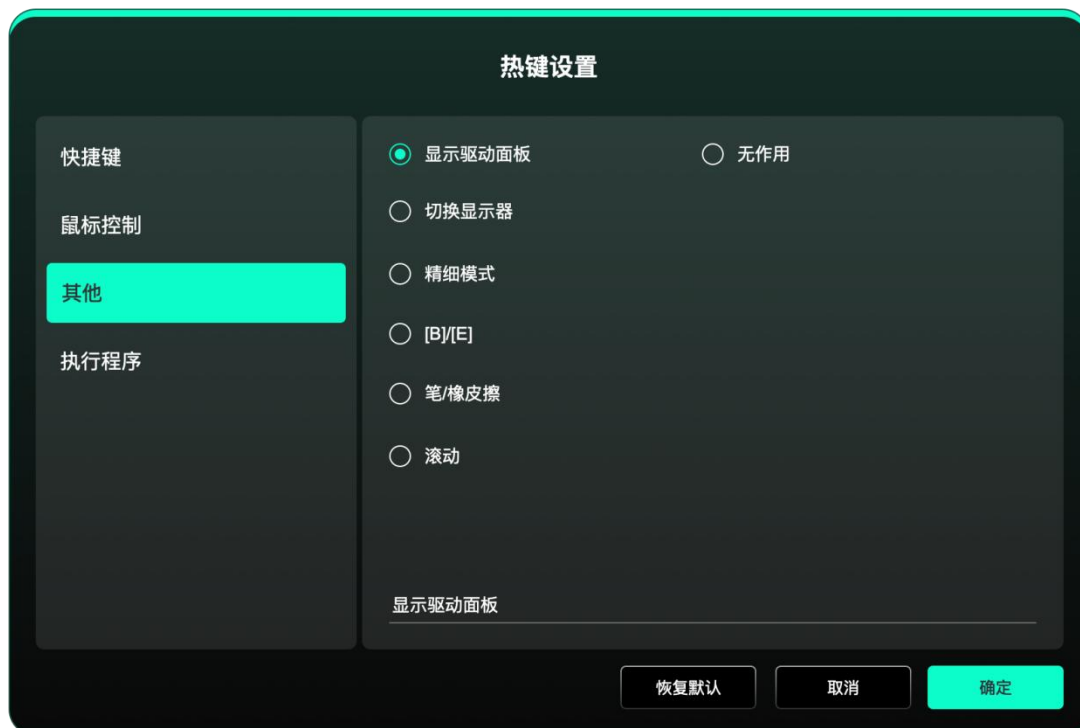 热键设置
快捷键
鼠标控制
其他
执行程序
显示驱动面板
无作用
切换显示器
精细模式
[B]/[E]
笔/橡皮擦
滚动
显示驱动面板
恢复默认
取消
确定